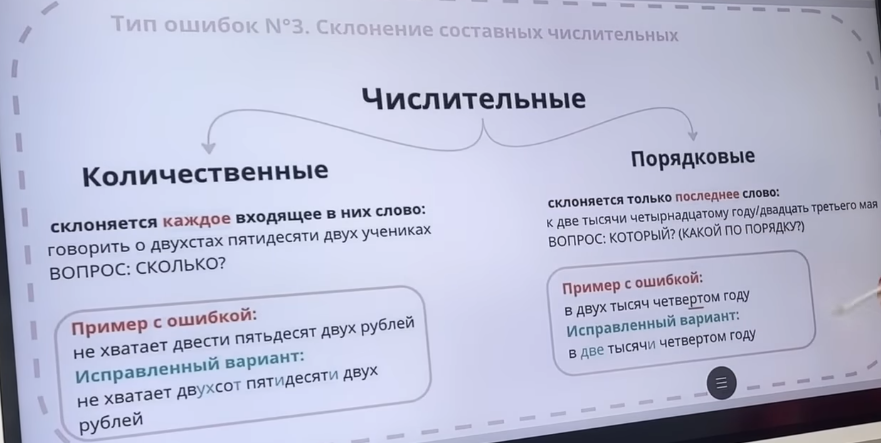 Тип ошибок N°3. Склонение составных числительных
Числительные
Количественные
склоняется каждое входящее в них слово:
говорить о двухстах пятидесяти двух учениках
ВОПРОС: СКОЛЬКО?
Пример с ошибкой:
не хватает двести пятьдесят двух рублей
Исправленный вариант:
не хватает двухсот пятидесяти двух
рублей
Порядковые
склоняется только последнее слово:
к две тысячи четырнадцатому году/двадцать третьего мая
ВОПРОС: КОТОРЫЙ? (КАКОЙ ПО ПОРЯДКУ?)
Пример с ошибкой:
в двух тысяч четвертом году
Исправленный вариант:
в две тысячи четвертом году